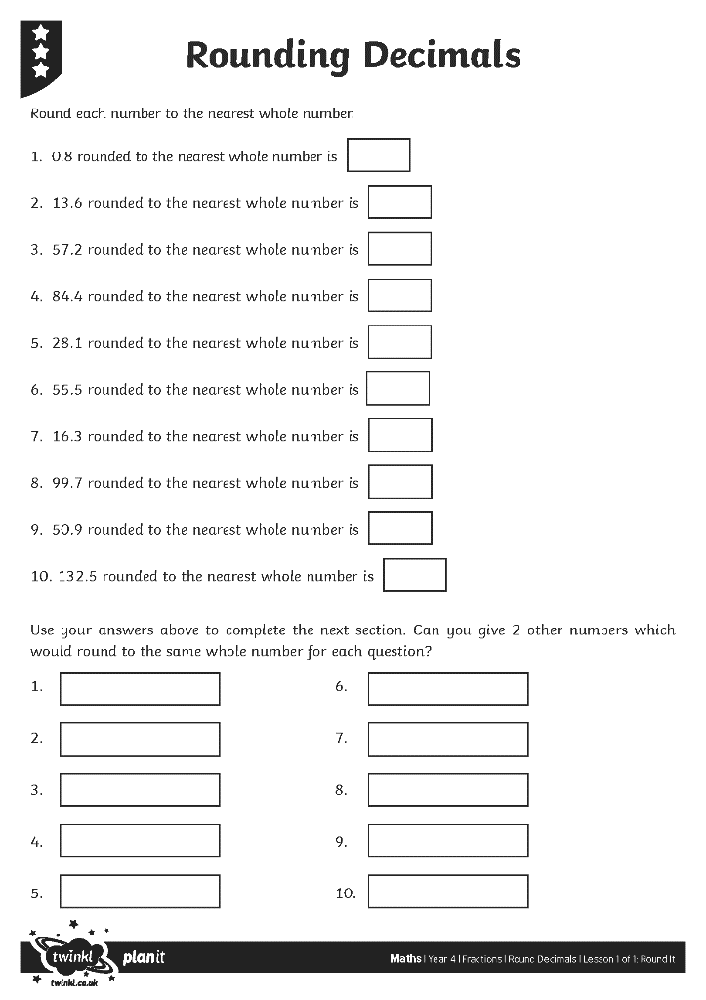 Rounding Decimals
Round each number to the nearest whole number.
1. 0.8 rounded to the nearest whole number is
2. 13.6 rounded to the nearest whole number is
3. 57.2 rounded to the nearest whole number is
4. 84.4 rounded to the nearest whole number is
5. 28.1 rounded to the nearest whole number is
6. 55.5 rounded to the nearest whole number is
7. 16.3 rounded to the nearest whole number is
8. 99.7 rounded to the nearest whole number is
9. 50.9 rounded to the nearest whole number is
10. 132.5 rounded to the nearest whole number is
Use your answers above to complete the next section. Can you give 2 other numbers which
would round to the same whole number for each question?
1.
2.
3.
4.
5.
6.
7.
8.
9.
10.
twinkl
twinkl.co.uk
planit
Maths | Year 4 | Fractions | Round Decimals | Lesson 1 of 1: Round It